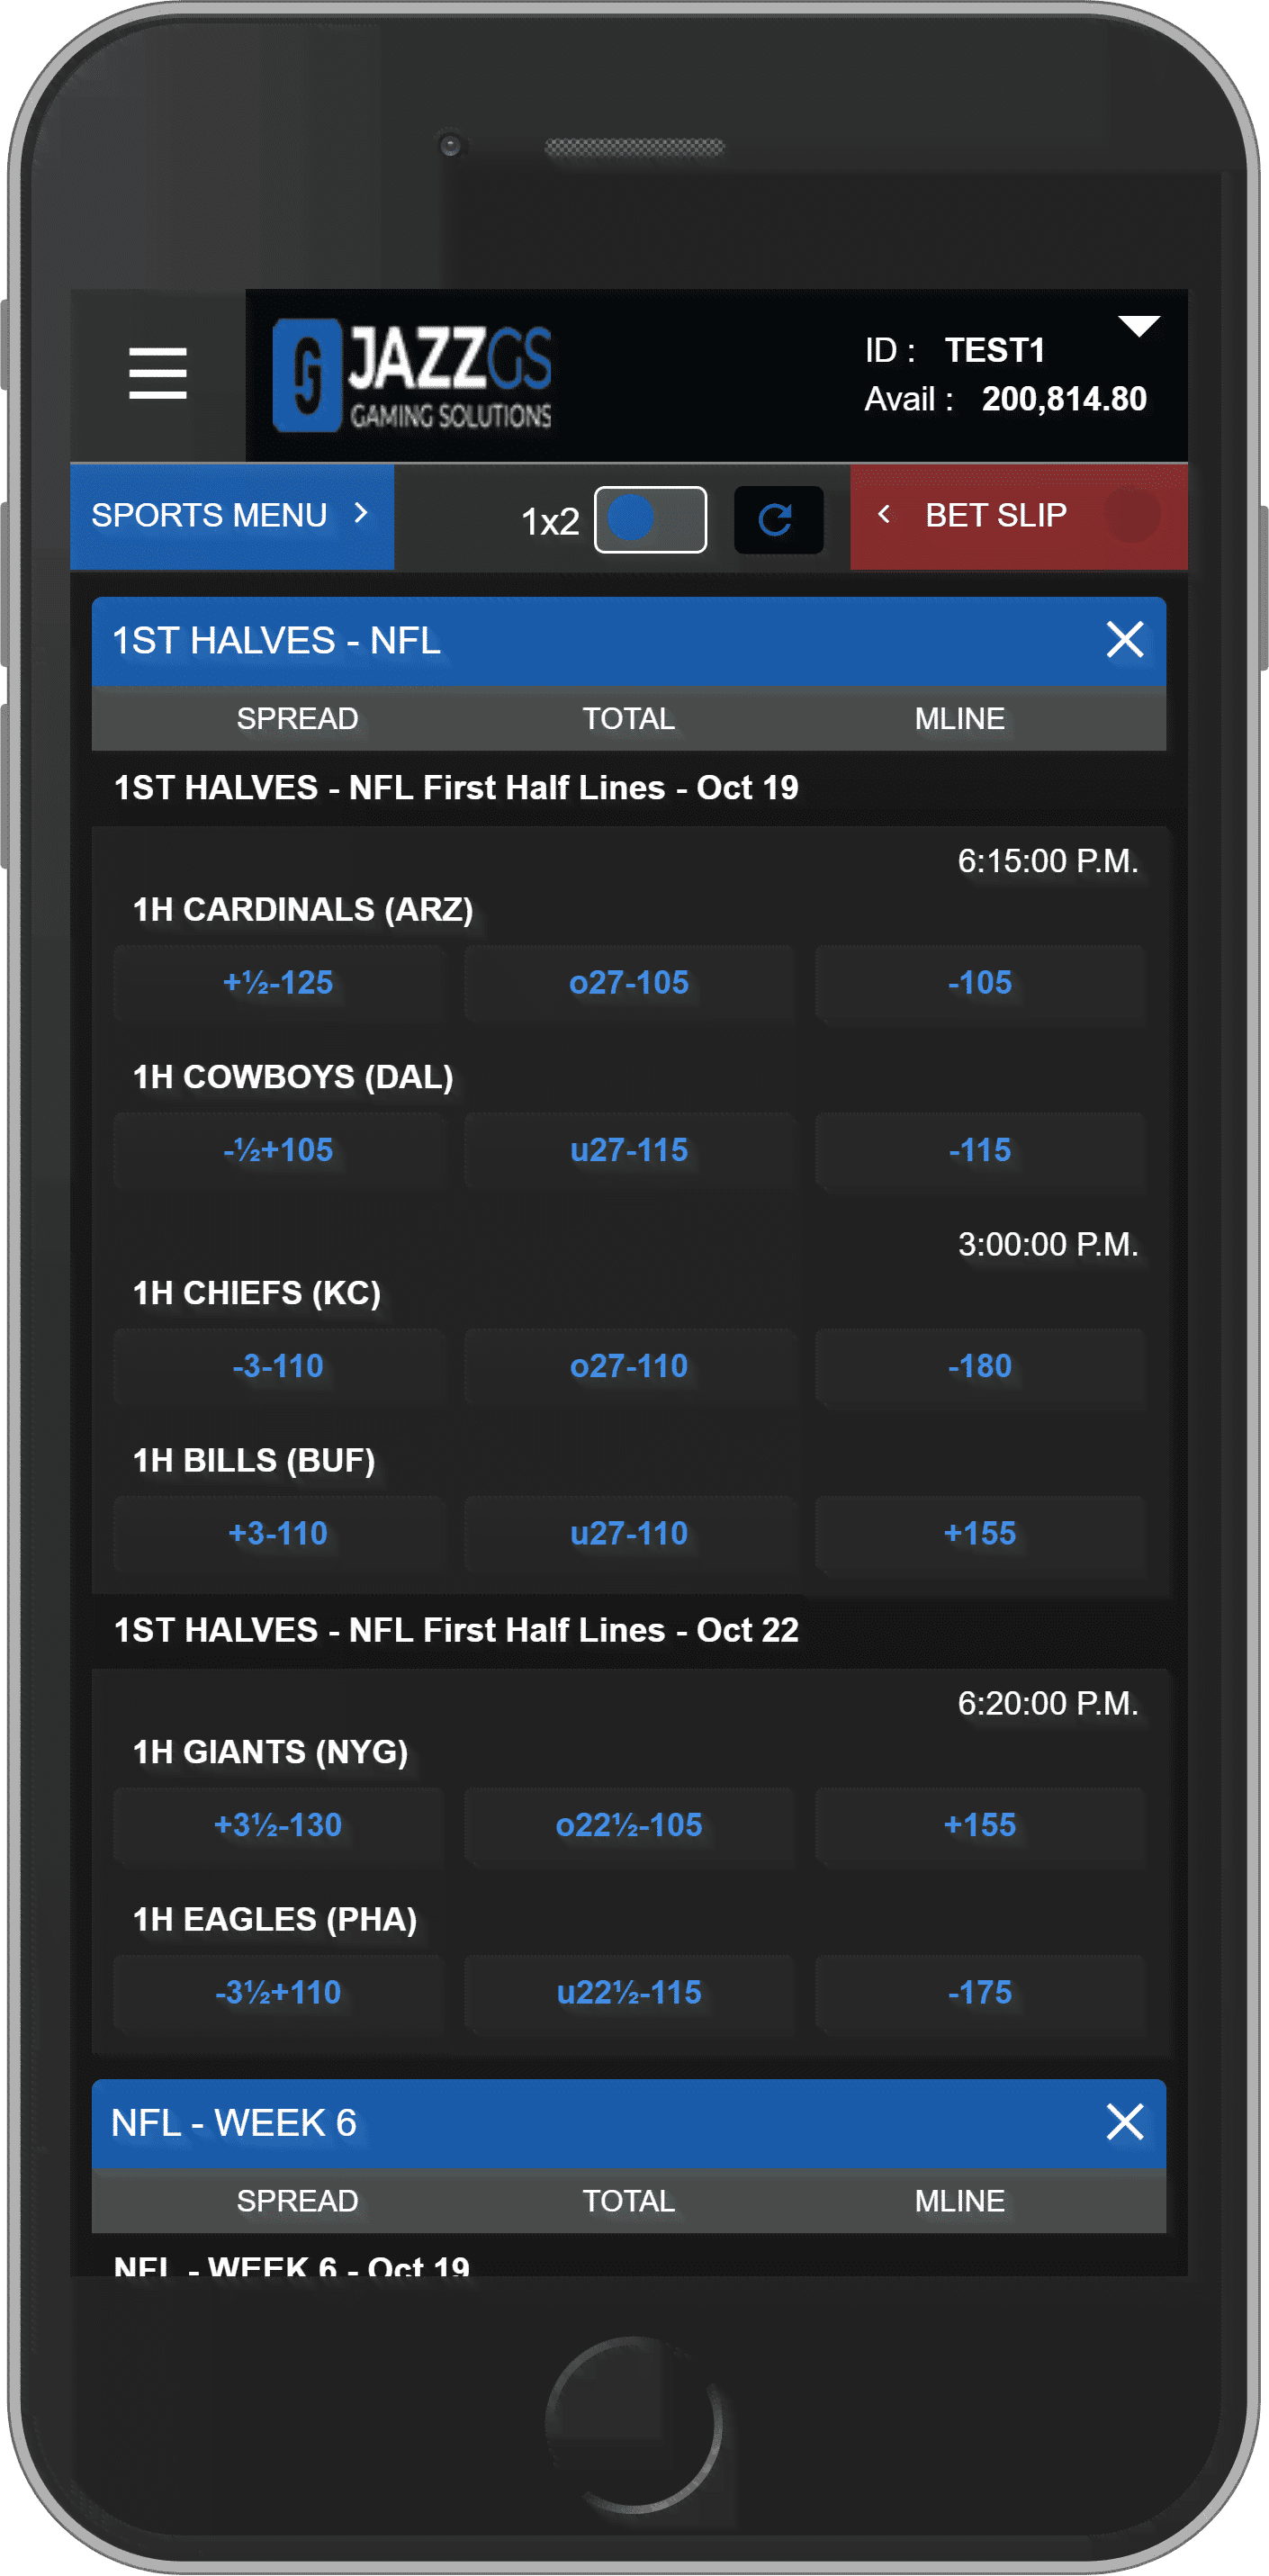 JAZZGS
GAMING SOLUTIONS
ID : TEST1
Avail : 200,814.80
SPORTS MENU
1x2
BET SLIP
1ST HALVES - NFL
SPREAD TOTAL MLINE
1ST HALVES - NFL First Half Lines - Oct 19
6:15:00 P.M.
1H CARDINALS (ARZ)
+½-125 o27-105 -105
1H COWBOYS (DAL)
-½+105 u27-115 -115
3:00:00 P.M.
1H CHIEFS (KC)
-3-110 o27-110 -180
1H BILLS (BUF)
+3-110 u27-110 +155
1ST HALVES - NFL First Half Lines - Oct 22
6:20:00 P.M.
1H GIANTS (NYG)
+3½-130 o22½-105 +155
1H EAGLES (PHA)
-3½+110 u22½-115 -175
NFL - WEEK 6
SPREAD TOTAL MLINE
NFL - WEEK 6 - Oct 19